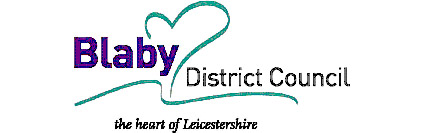 Blaby
District Council
the heart of Leicestershire